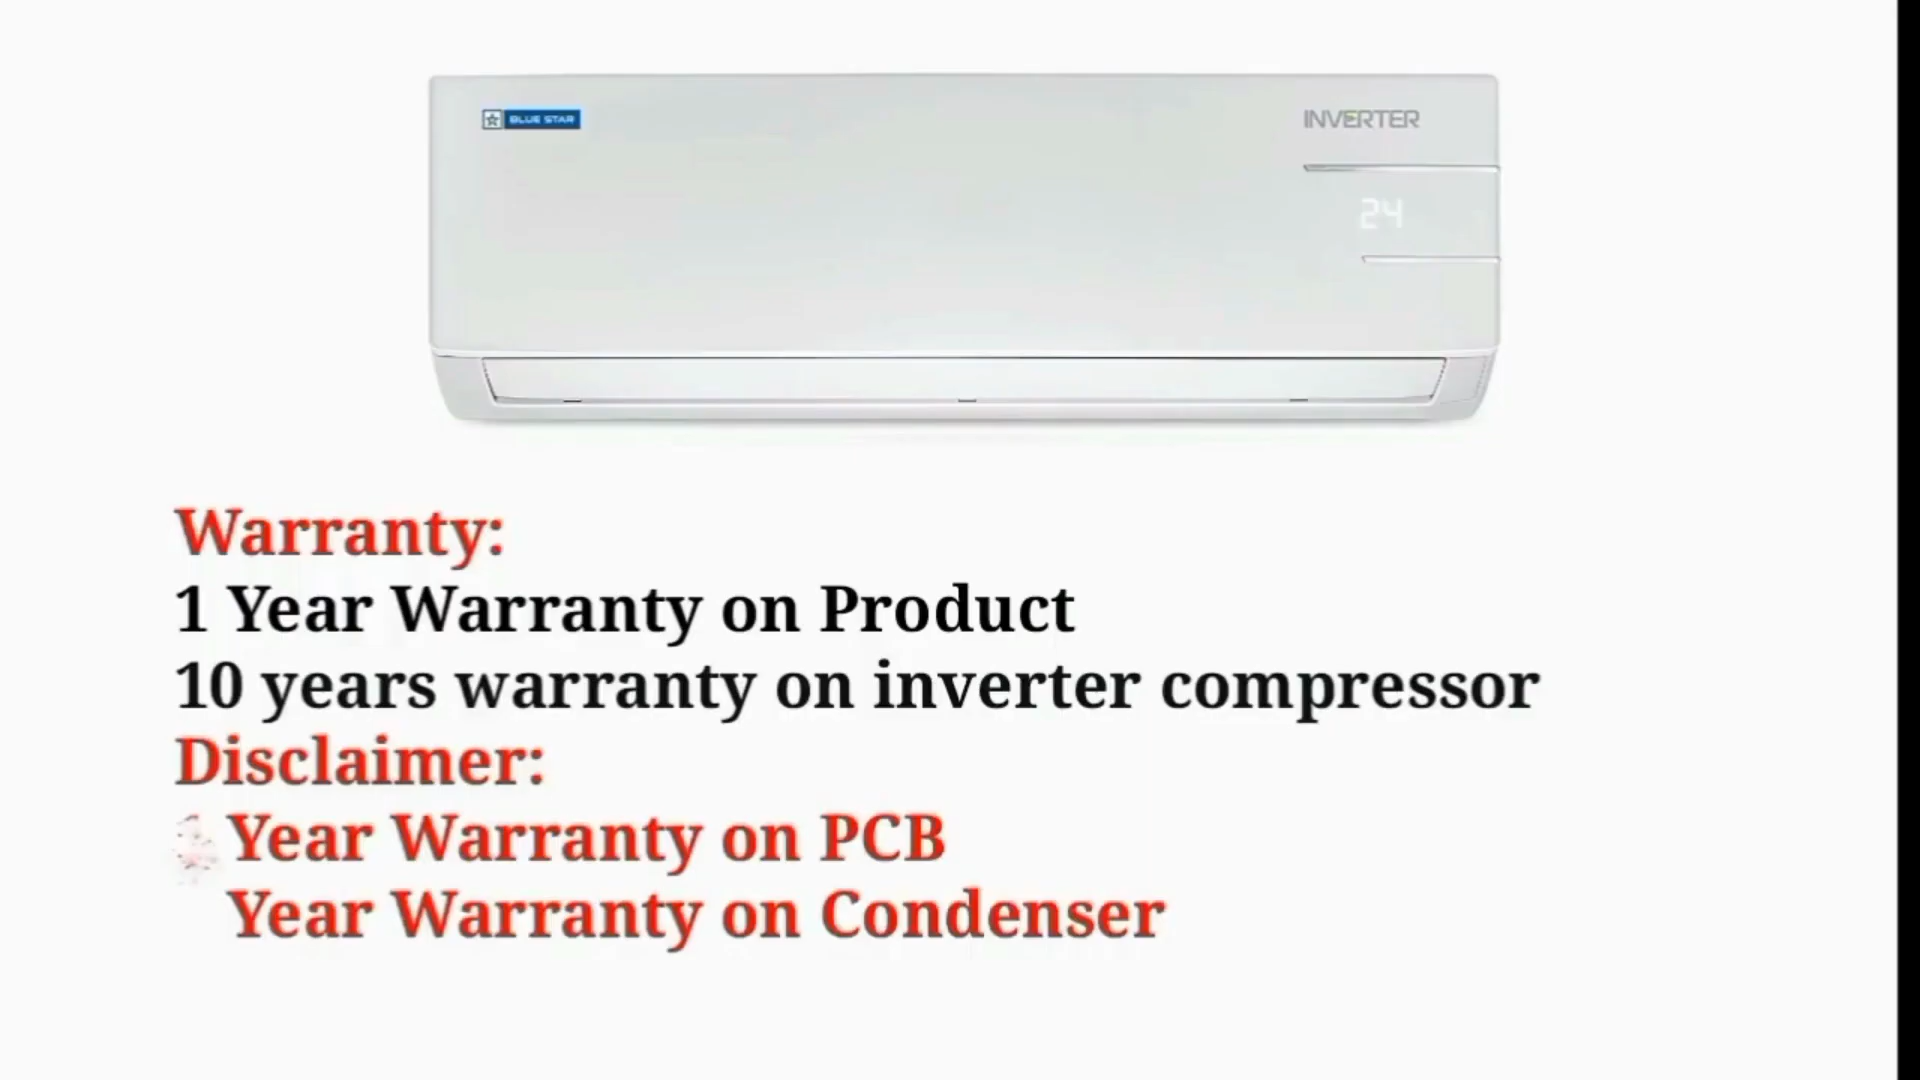 BLUE STAR
INVERTER
24
Warranty:
1 Year Warranty on Product
10 years warranty on inverter compressor
Disclaimer:
Year Warranty on PCB
Year Warranty on Condenser